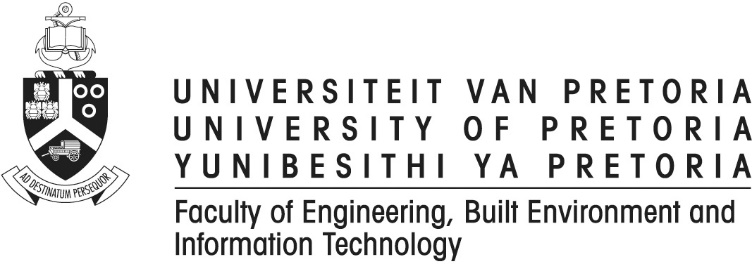 AD DESTINATUM PERSEQUOR
UNIVERSITEIT VAN PRETORIA
UNIVERSITY OF PRETORIA
YUNIBESITHI YA PRETORIA
Faculty of Engineering, Built Environment and
Information Technology